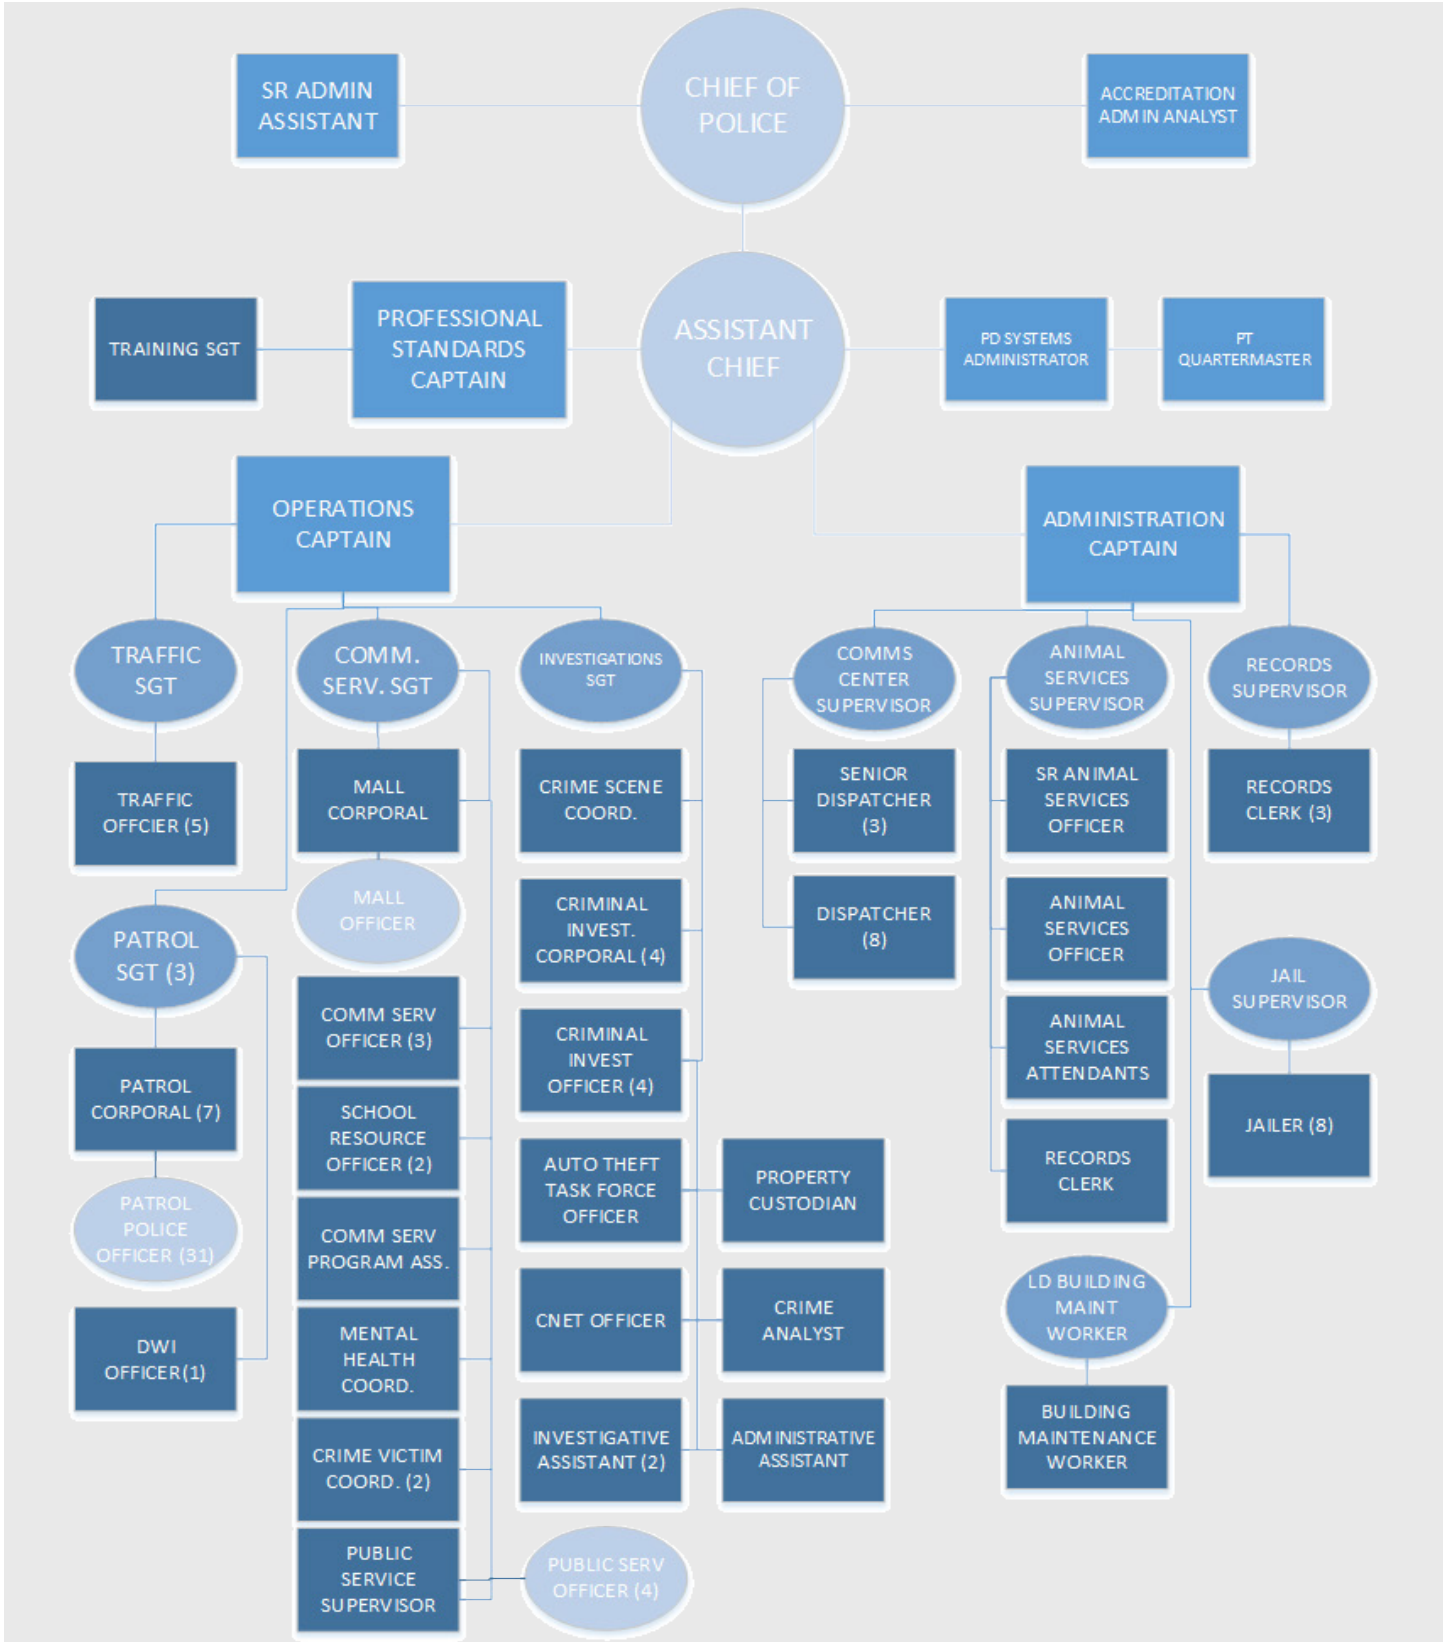 SR ADMIN
ASSISTANT
CHIEF OF
POLICE
ACCREDITATION
ADMIN ANALYST
TRAINING SGT
PROFESSIONAL
STANDARDS
CAPTAIN
ASSISTANT
CHIEF
PD SYSTEMS
ADMINISTRATOR
PT
QUARTERMASTER
OPERATIONS
CAPTAIN
ADMINISTRATION
CAPTAIN
TRAFFIC
SGT
COMM.
SERV. SGT
INVESTIGATIONS
SGT
COMMS
CENTER
SUPERVISOR
ANIMAL
SERVICES
SUPERVISOR
RECORDS
SUPERVISOR
TRAFFIC
OFFCIER (5)
MALL
CORPORAL
CRIME SCENE
COORD.
SENIOR
DISPATCHER
(3)
SR ANIMAL
SERVICES
OFFICER
RECORDS
CLERK (3)
MALL
OFFICER
CRIMINAL
INVEST.
CORPORAL (4)
DISPATCHER
(8)
ANIMAL
SERVICES
OFFICER
PATROL
SGT (3)
JAIL
SUPERVISOR
COMM SERV
OFFICER (3)
CRIMINAL
INVEST
OFFICER (4)
ANIMAL
SERVICES
ATTENDANTS
PATROL
CORPORAL (7)
SCHOOL
RESOURCE
OFFICER (2)
JAILER (8)
AUTO THEFT
TASK FORCE
OFFICER
PROPERTY
CUSTODIAN
RECORDS
CLERK
PATROL
POLICE
OFFICER (31)
COMM SERV
PROGRAM ASS.
CNET OFFICER
CRIME
ANALYST
LD BUILDING
MAINT
WORKER
DWI
OFFICER (1)
MENTAL
HEALTH
COORD.
INVESTIGATIVE
ASSISTANT (2)
ADMINISTRATIVE
ASSISTANT
BUILDING
MAINTENANCE
WORKER
CRIME VICTIM
COORD. (2)
PUBLIC
SERVICE
SUPERVISOR
PUBLIC SERV
OFFICER (4)